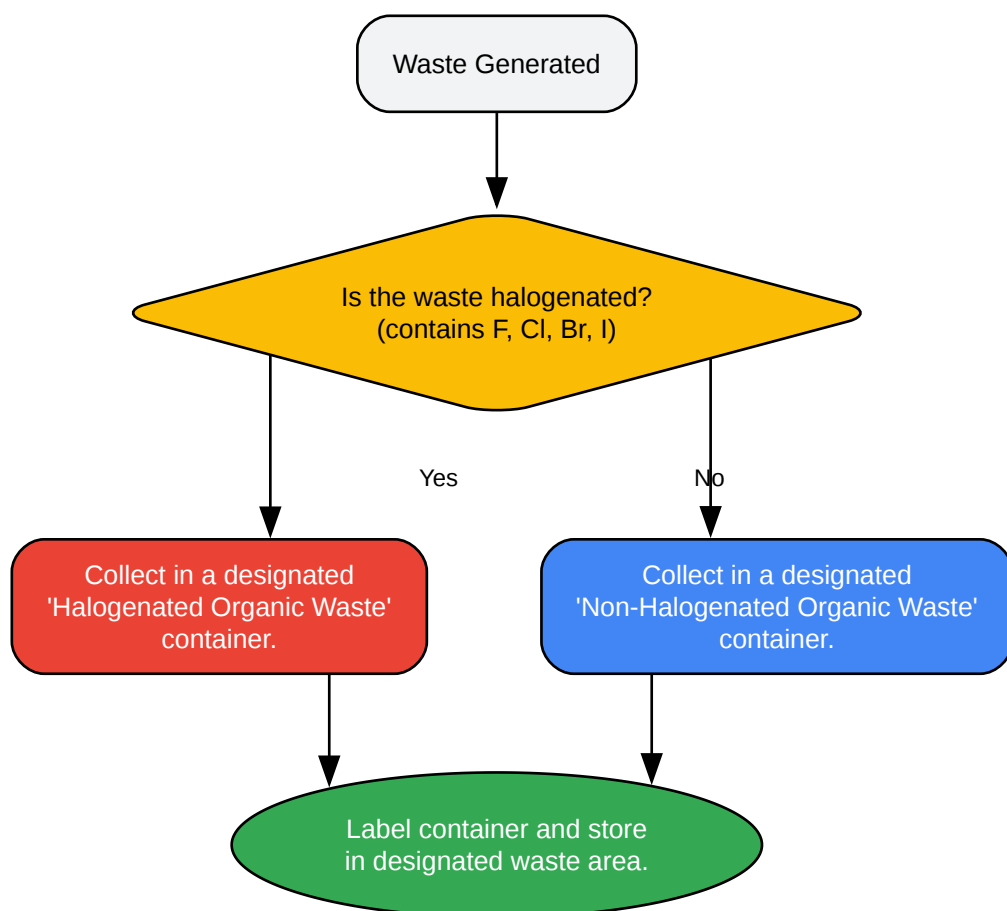 Waste Generated
Is the waste halogenated?
(contains F, Cl, Br, I)
Yes
No
Collect in a designated
'Halogenated Organic Waste'
container.
Collect in a designated
'Non-Halogenated Organic Waste'
container.
Label container and store
in designated waste area.